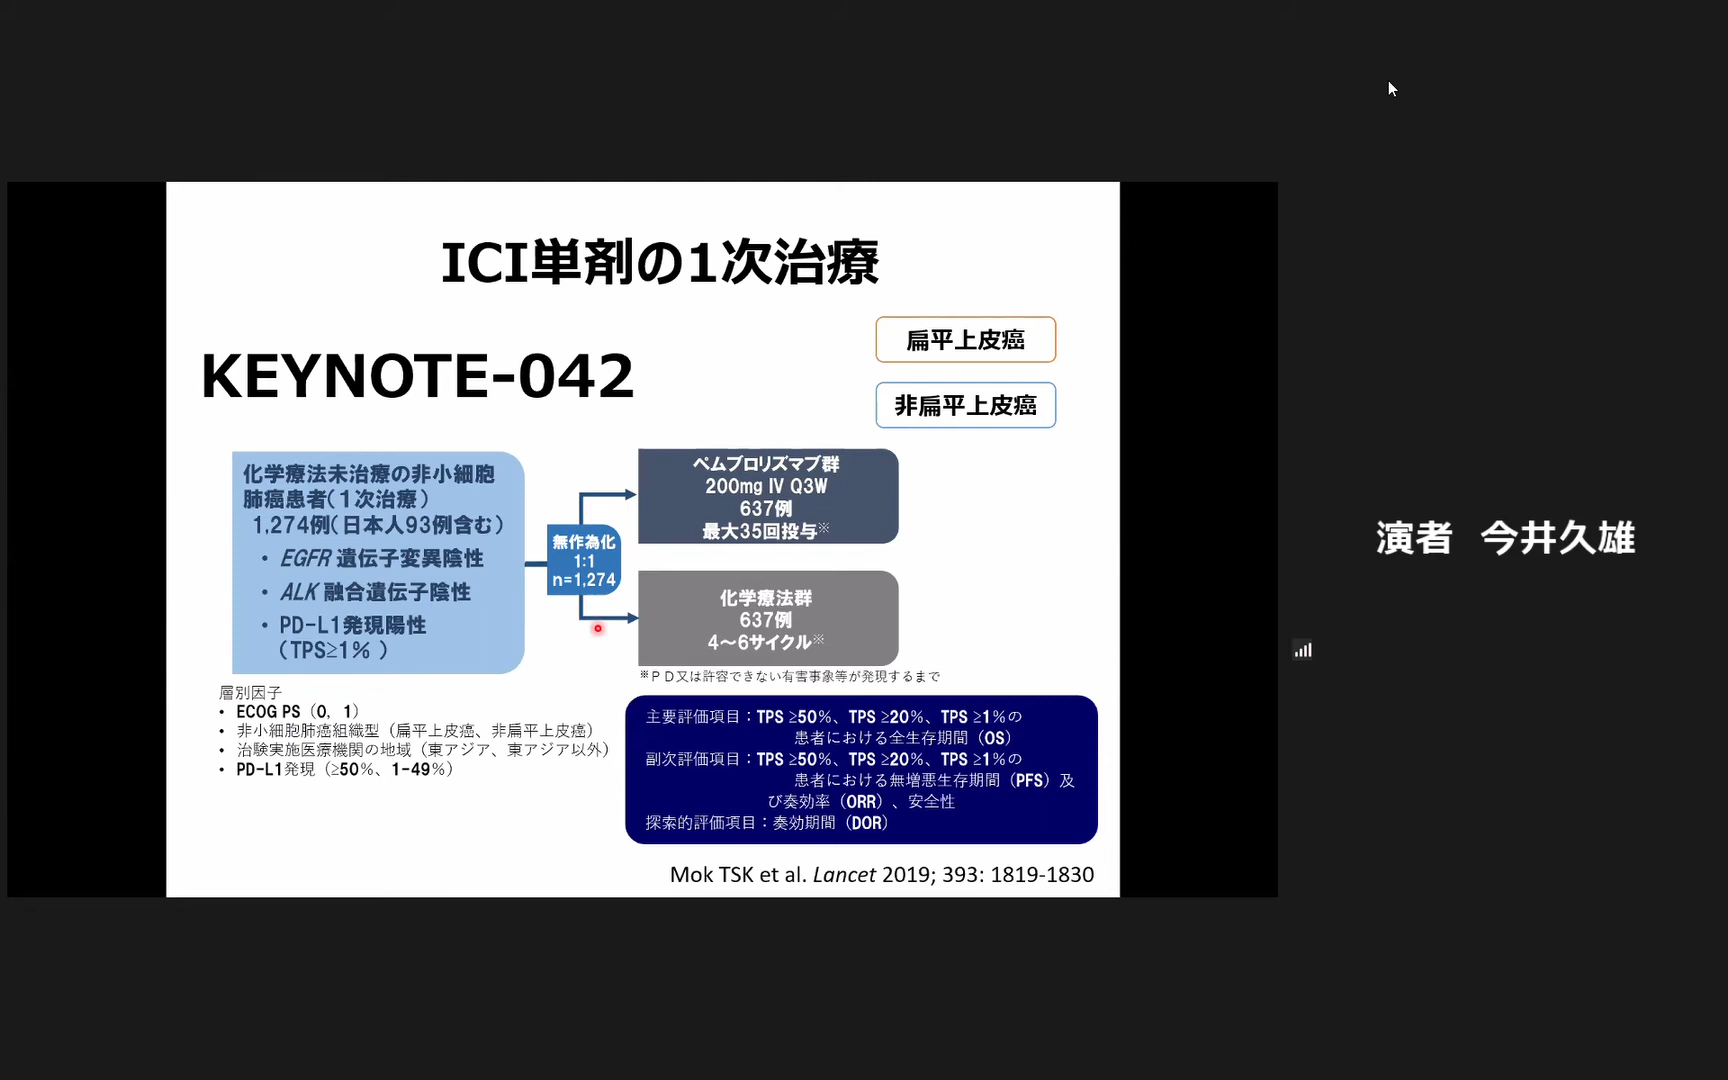 ICI単剤の1次治療
KEYNOTE-042
扁平上皮癌
非扁平上皮癌
化学療法未治療の非小細胞
肺癌患者(1次治療)
1,274例(日本人93例含む)
・ EGFR 遺伝子変異陰性
・ ALK 融合遺伝子陰性
・ PD-L1発現陽性
(TPS≥1% )
無作為化
1:1
n=1,274
ペムブロリズマブ群
200mg IV Q3W
637例
最大35回投与※
化学療法群
637例
4～6サイクル※
※ＰＤ又は許容できない有害事象等が発現するまで
層別因子
• ECOG PS（0, 1）
• 非小細胞肺癌組織型（扁平上皮癌、非扁平上皮癌）
• 治験実施医療機関の地域（東アジア、東アジア以外）
• PD-L1発現（≥50%、1-49%）
主要評価項目：TPS ≥50%、TPS ≥20%、TPS ≥1%の
患者における全生存期間（OS）
副次評価項目：TPS ≥50%、TPS ≥20%、TPS ≥1%の
患者における無増悪生存期間（PFS）及
び奏効率（ORR）、安全性
探索的評価項目：奏効期間（DOR）
Mok TSK et al. Lancet 2019; 393: 1819-1830
演者　今井久雄